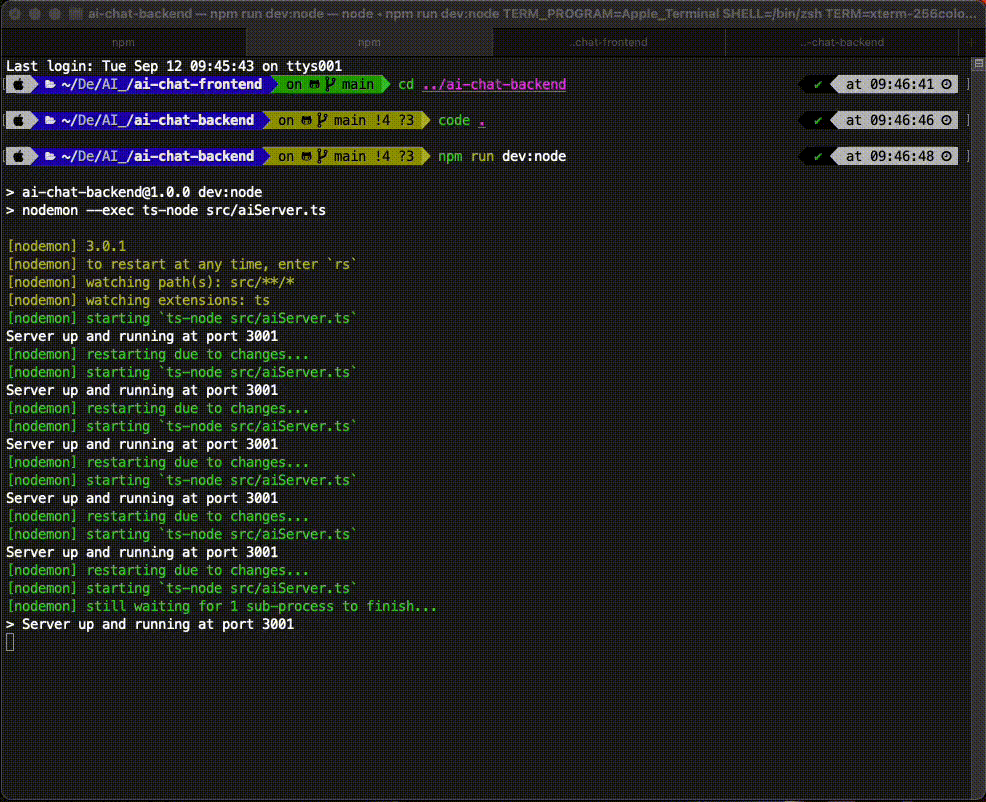 ai-chat-backend — npm run dev:node — node ◂ npm run dev:node TERM_PROGRAM=Apple_Terminal SHELL=/bin/zsh TERM=xterm-256colo...
npm npm ..chat-frontend ...-chat-backend +
Last login: Tue Sep 12 09:45:43 on ttys001
~/De/AI_/ai-chat-frontend on main cd ../ai-chat-backend ✔ at 09:46:41
~/De/AI_/ai-chat-backend on main !4 ?3 code . ✔ at 09:46:46
~/De/AI_/ai-chat-backend on main !4 ?3 npm run dev:node ✔ at 09:46:48
> ai-chat-backend@1.0.0 dev:node
> nodemon --exec ts-node src/aiServer.ts
[nodemon] 3.0.1
[nodemon] to restart at any time, enter `rs`
[nodemon] watching path(s): src/**/*
[nodemon] watching extensions: ts
[nodemon] starting `ts-node src/aiServer.ts`
Server up and running at port 3001
[nodemon] restarting due to changes...
[nodemon] starting `ts-node src/aiServer.ts`
Server up and running at port 3001
[nodemon] restarting due to changes...
[nodemon] starting `ts-node src/aiServer.ts`
Server up and running at port 3001
[nodemon] restarting due to changes...
[nodemon] starting `ts-node src/aiServer.ts`
Server up and running at port 3001
[nodemon] restarting due to changes...
[nodemon] starting `ts-node src/aiServer.ts`
Server up and running at port 3001
[nodemon] restarting due to changes...
[nodemon] starting `ts-node src/aiServer.ts`
[nodemon] still waiting for 1 sub-process to finish...
> Server up and running at port 3001